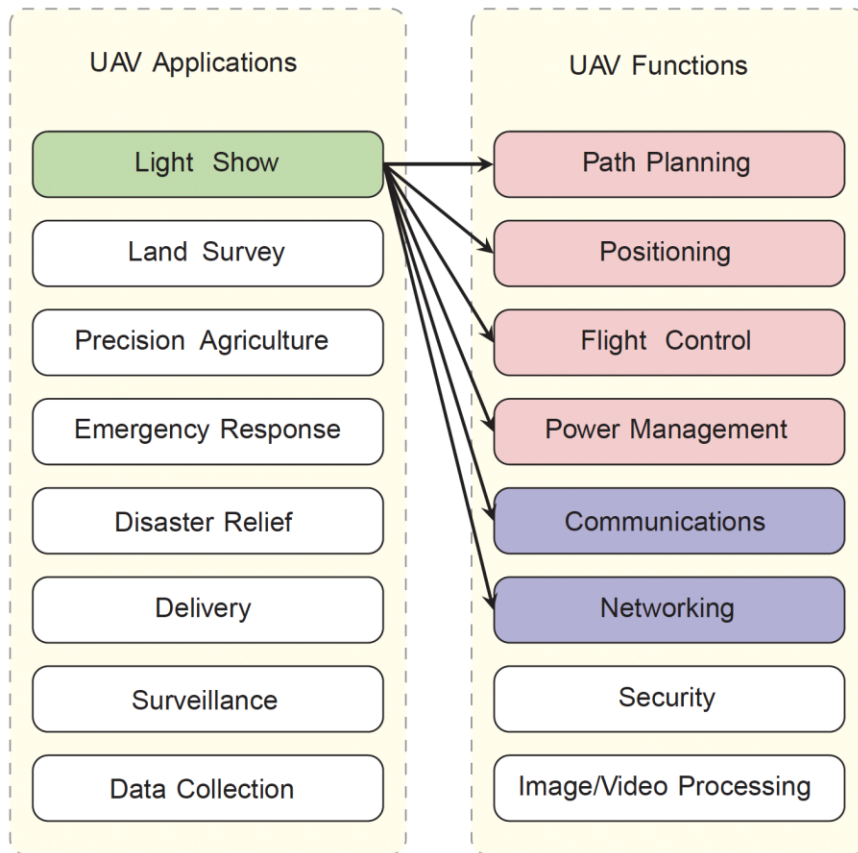 UAV Applications
Light Show
Land Survey
Precision Agriculture
Emergency Response
Disaster Relief
Delivery
Surveillance
Data Collection
UAV Functions
Path Planning
Positioning
Flight Control
Power Management
Communications
Networking
Security
Image/Video Processing